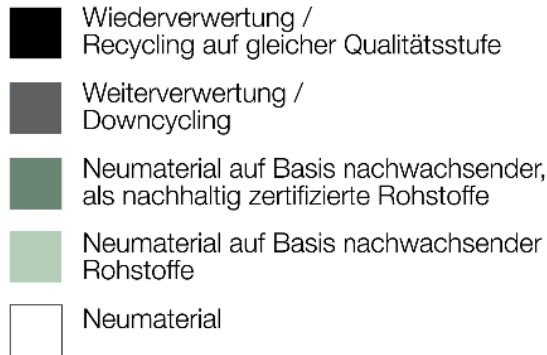 Wiederverwertung /
Recycling auf gleicher Qualitätsstufe
Weiterverwertung /
Downcycling
Neumaterial auf Basis nachwachsender,
als nachhaltig zertifizierte Rohstoffe
Neumaterial auf Basis nachwachsender
Rohstoffe
Neumaterial